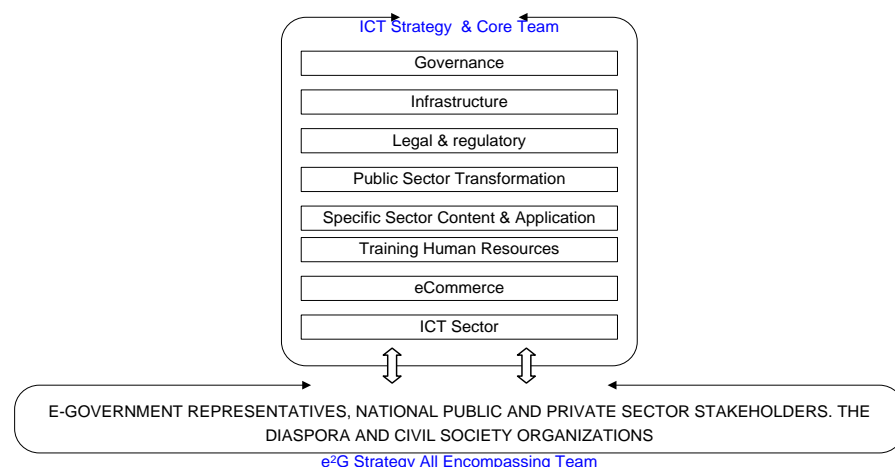 ICT Strategy & Core Team
Governance
Infrastructure
Legal & regulatory
Public Sector Transformation
Specific Sector Content & Application
Training Human Resources
eCommerce
ICT Sector
E-GOVERNMENT REPRESENTATIVES, NATIONAL PUBLIC AND PRIVATE SECTOR STAKEHOLDERS. THE
DIASPORA AND CIVIL SOCIETY ORGANIZATIONS
e²G Strategy All Encompassing Team